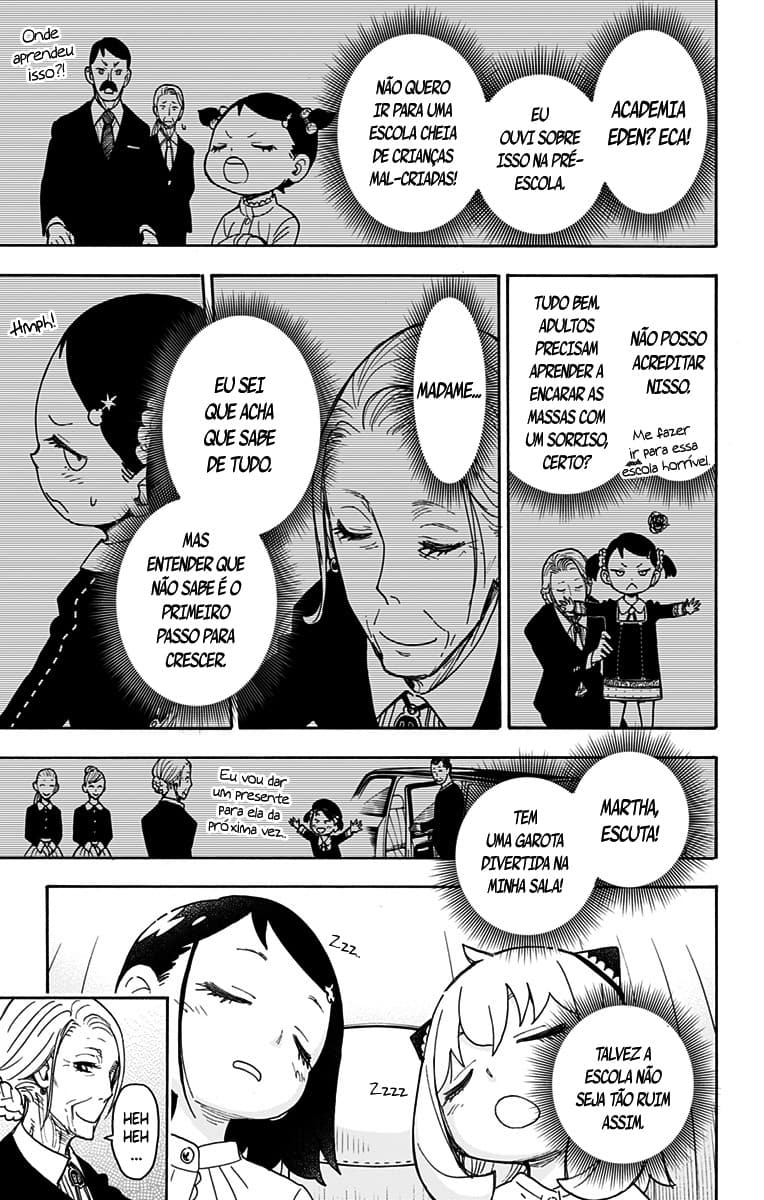 ACADEMIA
EDEN? ECA!
EU
OUVI SOBRE
ISSO NA PRÉ-
ESCOLA.
NÃO QUERO
IR PARA UMA
ESCOLA CHEIA
DE CRIANÇAS
MAL-CRIADAS!
Onde
aprendeu
isso?!
NÃO POSSO
ACREDITAR
NISSO.
Me fazer
ir para essa
escola horrível.
TUDO BEM.
ADULTOS
PRECISAM
APRENDER A
ENCARAR AS
MASSAS COM
UM SORRISO,
CERTO?
MADAME...
EU SEI
QUE ACHA
QUE SABE
DE TUDO.
MAS
ENTENDER QUE
NÃO SABE É O
PRIMEIRO
PASSO PARA
CRESCER.
Hmph!
MARTHA,
ESCUTA!
TEM
UMA GAROTA
DIVERTIDA NA
MINHA SALA!
Eu vou dar
um presente
para ela da
próxima vez..
TALVEZ A
ESCOLA NÃO
SEJA TÃO RUIM
ASSIM.
Zzz..
Zzzz
HEH
HEH
...